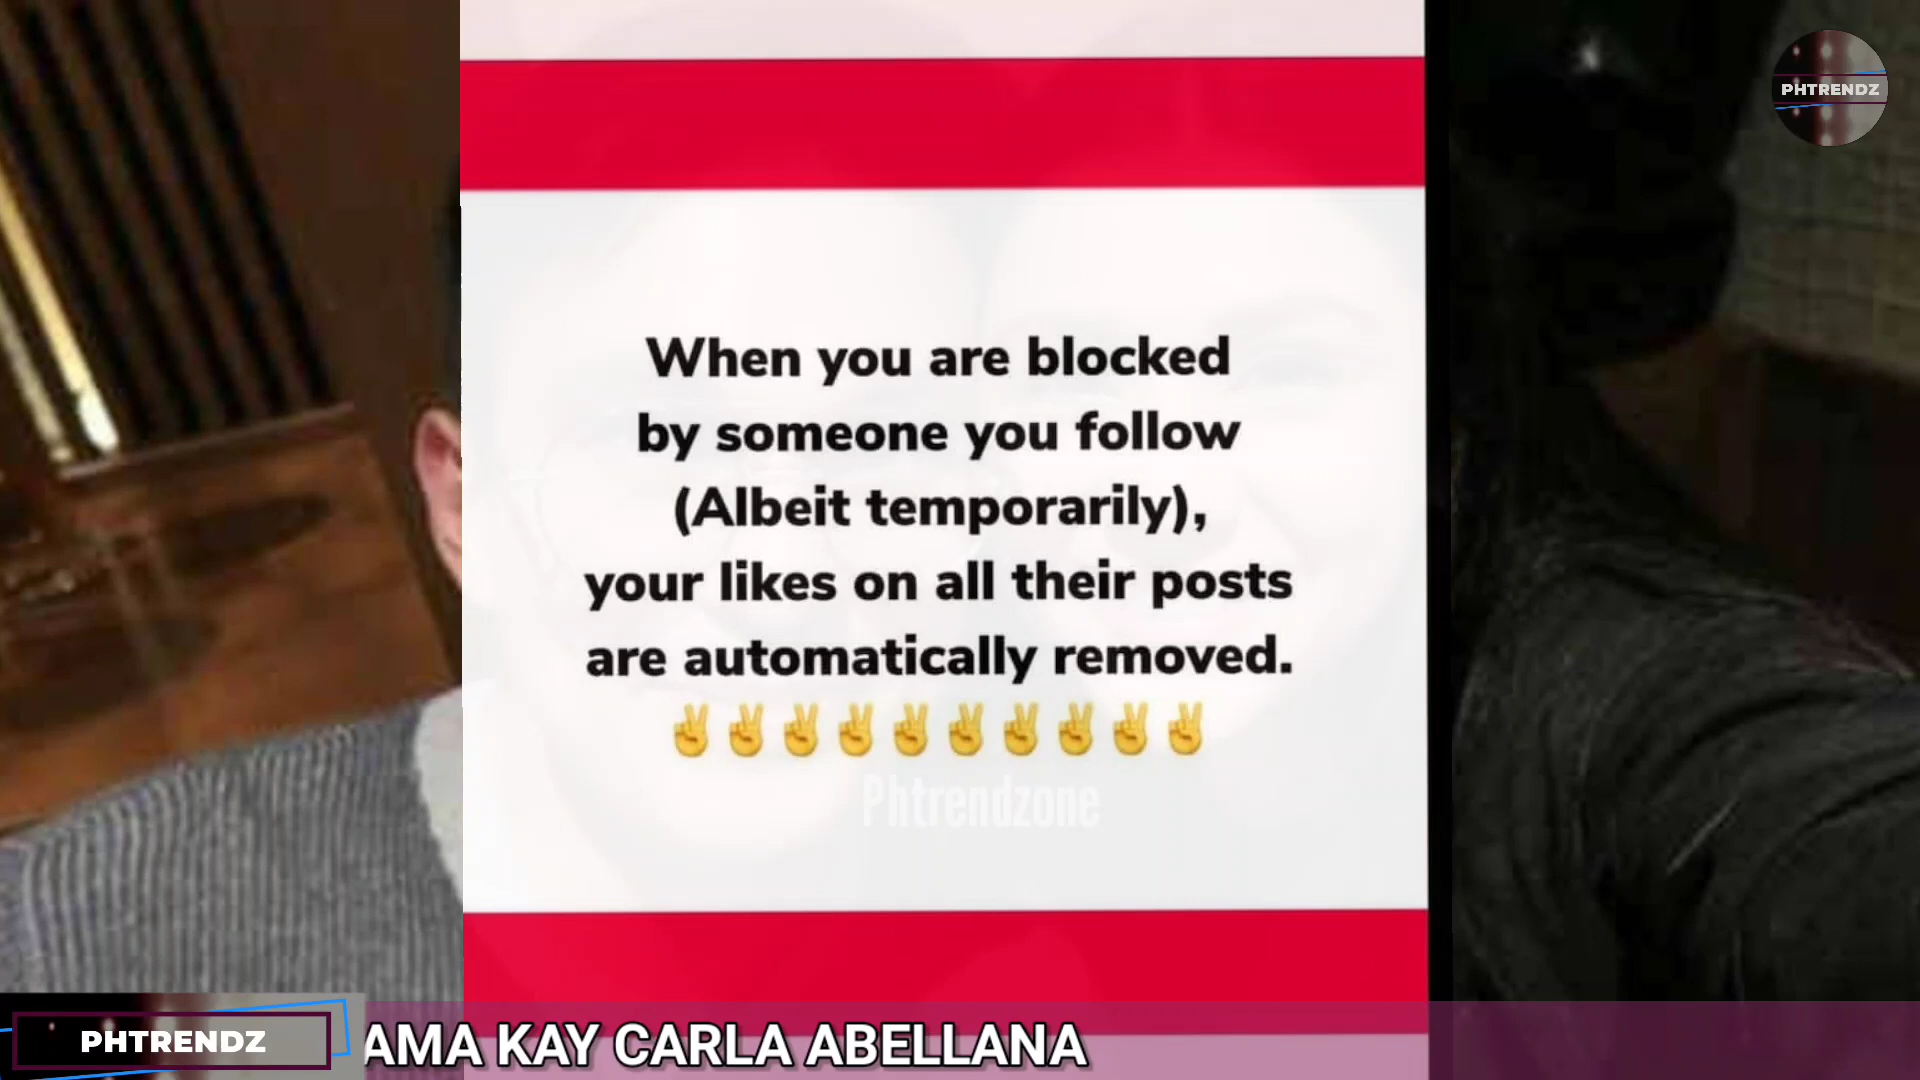 PHTRENDZ
When you are blocked
by someone you follow
(Albeit temporarily),
your likes on all their posts
are automatically removed.
✌✌✌✌✌✌✌✌✌✌
Phtrendzone
PHTRENDZ
AMA KAY CARLA ABELLANA